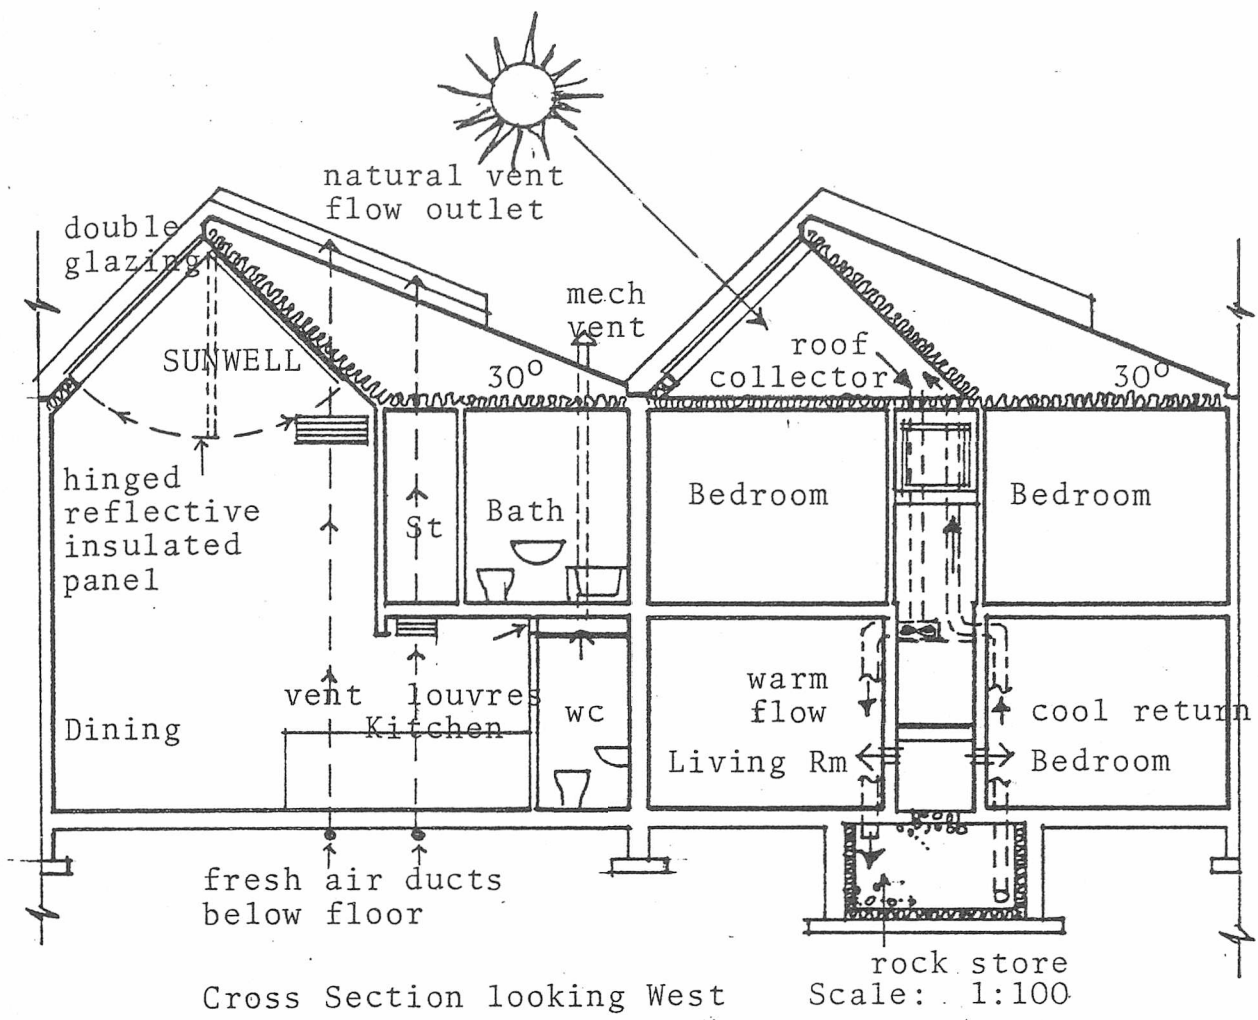 natural vent
flow outlet
double
glazing
mech
vent
SUNWELL
30°
roof
collector
30°
hinged
reflective
insulated
panel
St
Bath
Bedroom
Bedroom
vent louvres
Kitchen
Dining
wc
warm
flow
Living Rm
cool return
Bedroom
fresh air ducts
below floor
rock store
Cross Section looking West
Scale: 1:100